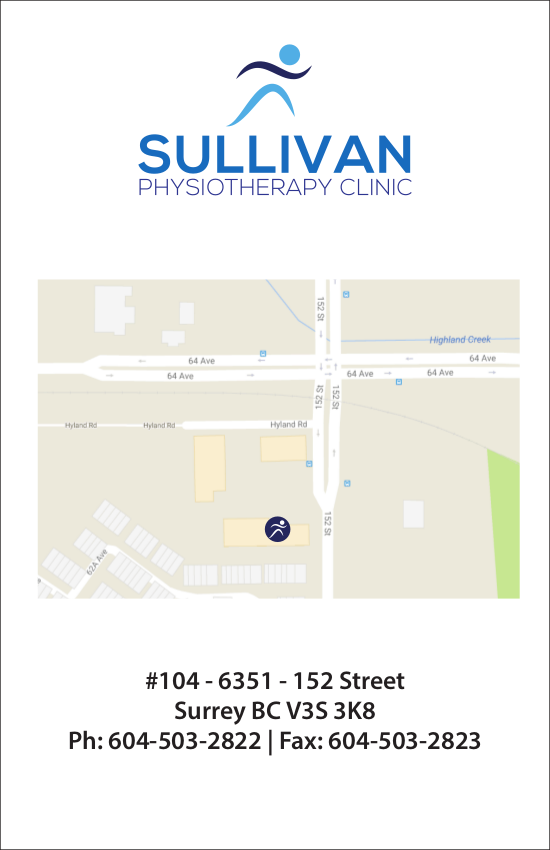 SULLIVAN
PHYSIOTHERAPY CLINIC
152 St
Highland Creek
64 Ave
64 Ave
64 Ave
64 Ave
64 Ave
152 St
152 St
Hyland Rd
Hyland Rd
Hyland Rd
152 St
62A Ave
#104 - 6351 - 152 Street
Surrey BC V3S 3K8
Ph: 604-503-2822 | Fax: 604-503-2823